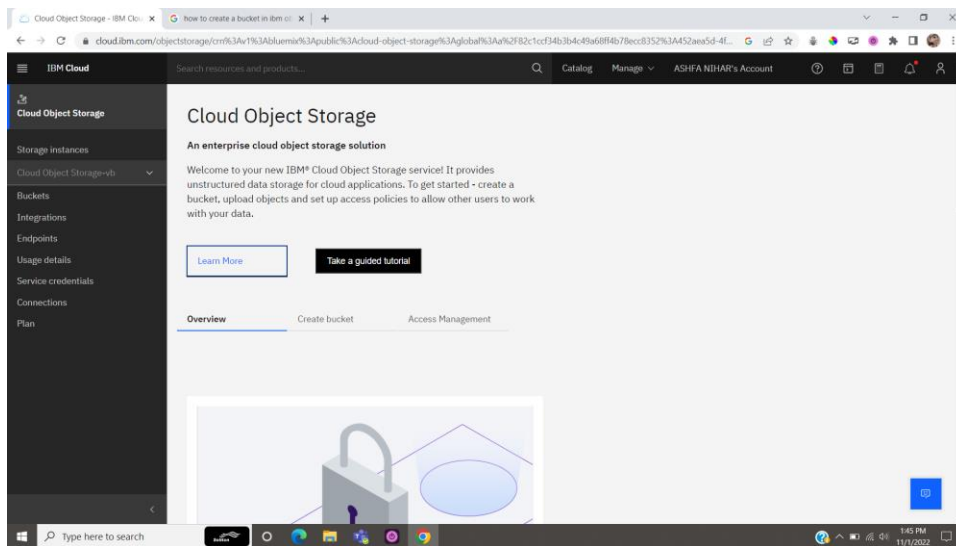 Cloud Object Storage - IBM Clou
how to create a bucket in ibm co
IBM Cloud
Search resources and products...
Catalog
Manage
ASHFA NIHAR's Account
Cloud Object Storage
Storage instances
Cloud Object Storage-vb
Buckets
Integrations
Endpoints
Usage details
Service credentials
Connections
Plan
Cloud Object Storage
An enterprise cloud object storage solution
Welcome to your new IBM® Cloud Object Storage service! It provides
unstructured data storage for cloud applications. To get started - create a
bucket, upload objects and set up access policies to allow other users to work
with your data.
Learn More
Take a guided tutorial
Overview
Create bucket
Access Management
Type here to search
1:45 PM
11/1/2022